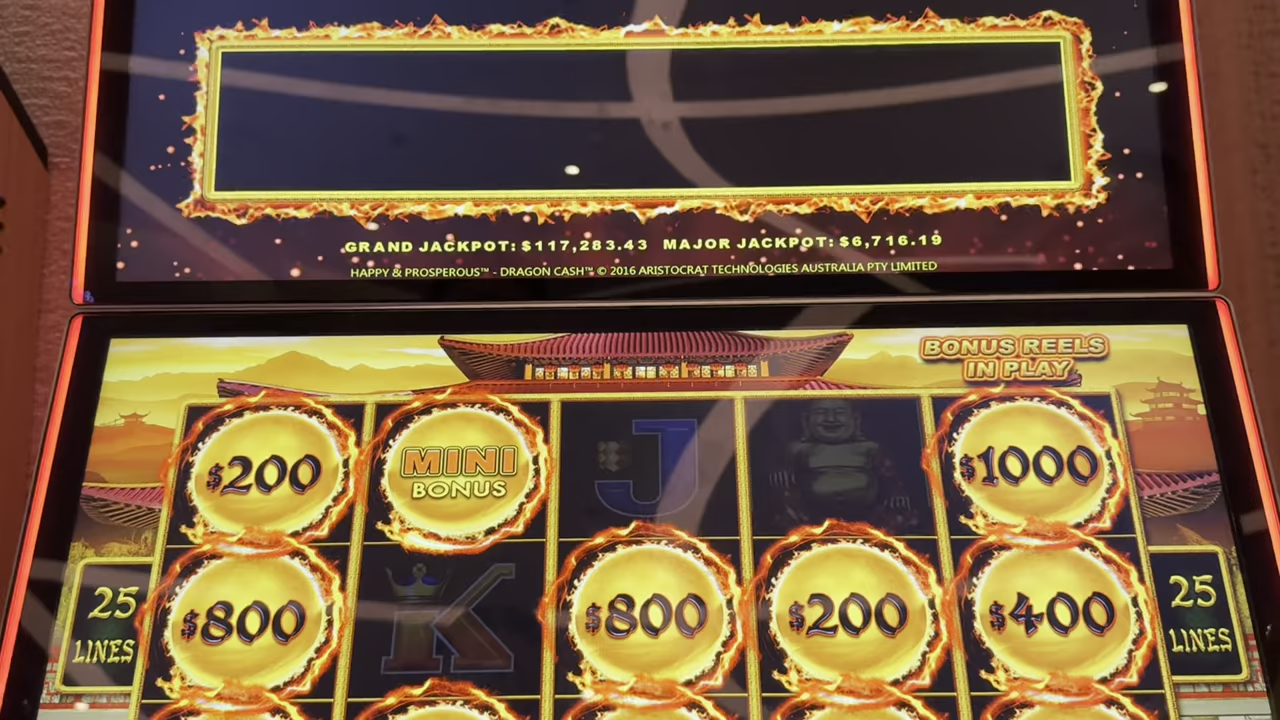 GRAND JACKPOT: $117,283.43 MAJOR JACKPOT: $6,716.19
HAPPY & PROSPEROUS™ - DRAGON CASH™ © 2016 ARISTOCRAT TECHNOLOGIES AUSTRALIA PTY LIMITED
BONUS REELS
IN PLAY
$200
MINI
BONUS
J
$1000
25
LINES
$800
K
$800
$200
$400
25
LINES